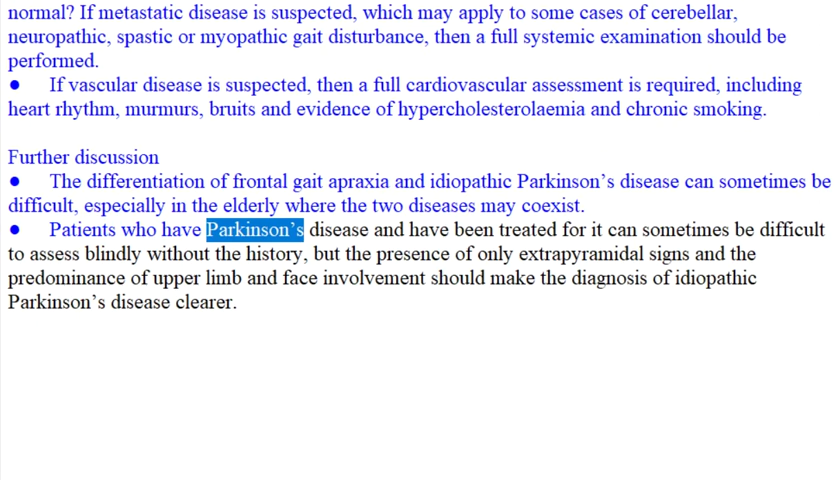 normal? If metastatic disease is suspected, which may apply to some cases of cerebellar,
neuropathic, spastic or myopathic gait disturbance, then a full systemic examination should be
performed.
● If vascular disease is suspected, then a full cardiovascular assessment is required, including
heart rhythm, murmurs, bruits and evidence of hypercholesterolaemia and chronic smoking.
Further discussion
● The differentiation of frontal gait apraxia and idiopathic Parkinson’s disease can sometimes be
difficult, especially in the elderly where the two diseases may coexist.
● Patients who have Parkinson’s disease and have been treated for it can sometimes be difficult
to assess blindly without the history, but the presence of only extrapyramidal signs and the
predominance of upper limb and face involvement should make the diagnosis of idiopathic
Parkinson’s disease clearer.